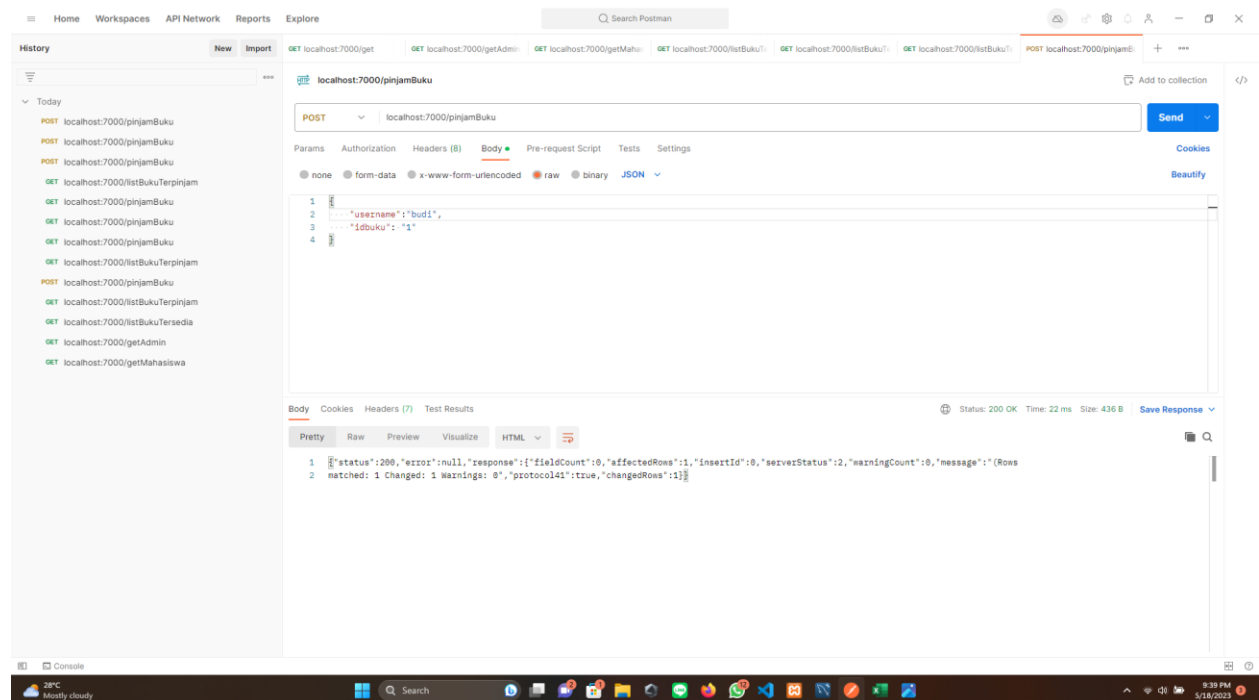 Home Workspaces API Network Reports Explore
Search Postman
History New Import
GET localhost:7000/get GET localhost:7000/getAdmin GET localhost:7000/getMaha GET localhost:7000/listBukuT GET localhost:7000/listBukuT GET localhost:7000/listBukuT POST localhost:7000/pinjamB
HTTP localhost:7000/pinjamBuku
Add to collection
Today
POST localhost:7000/pinjamBuku
POST localhost:7000/pinjamBuku
POST localhost:7000/pinjamBuku
GET localhost:7000/listBukuTerpinjam
GET localhost:7000/pinjamBuku
GET localhost:7000/pinjamBuku
GET localhost:7000/pinjamBuku
GET localhost:7000/listBukuTerpinjam
POST localhost:7000/pinjamBuku
GET localhost:7000/listBukuTerpinjam
GET localhost:7000/listBukuTersedia
GET localhost:7000/getAdmin
GET localhost:7000/getMahasiswa
POST localhost:7000/pinjamBuku Send
Params Authorization Headers (8) Body Pre-request Script Tests Settings Cookies
none form-data x-www-form-urlencoded raw binary JSON Beautify
1 {
2 "username":"budi",
3 "idbuku": "1"
4 }
Body Cookies Headers (7) Test Results
Status: 200 OK Time: 22 ms Size: 436 B Save Response
Pretty Raw Preview Visualize HTML
1 {"status":200,"error":null,"response":{"fieldCount":0,"affectedRows":1,"insertId":0,"serverStatus":2,"warningCount":0,"message":"(Rows
2 matched: 1 Changed: 1 Warnings: 0","protocol41":true,"changedRows":1}}
Console
28°C
Mostly cloudy
Search
9:39 PM
5/18/2023